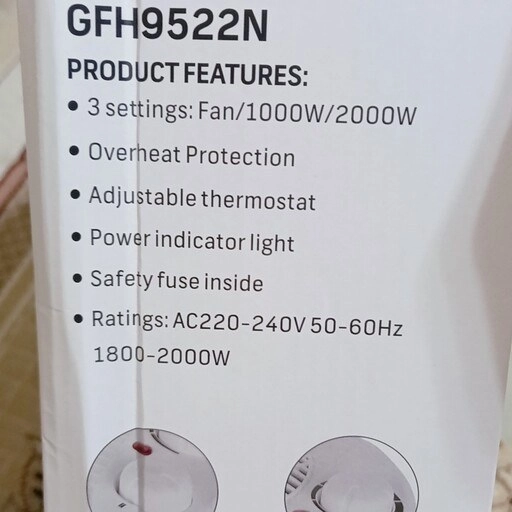 GFH9522N
PRODUCT FEATURES:
• 3 settings: Fan/1000W/2000W
• Overheat Protection
• Adjustable thermostat
• Power indicator light
• Safety fuse inside
• Ratings: AC220-240V 50-60Hz
1800-2000W